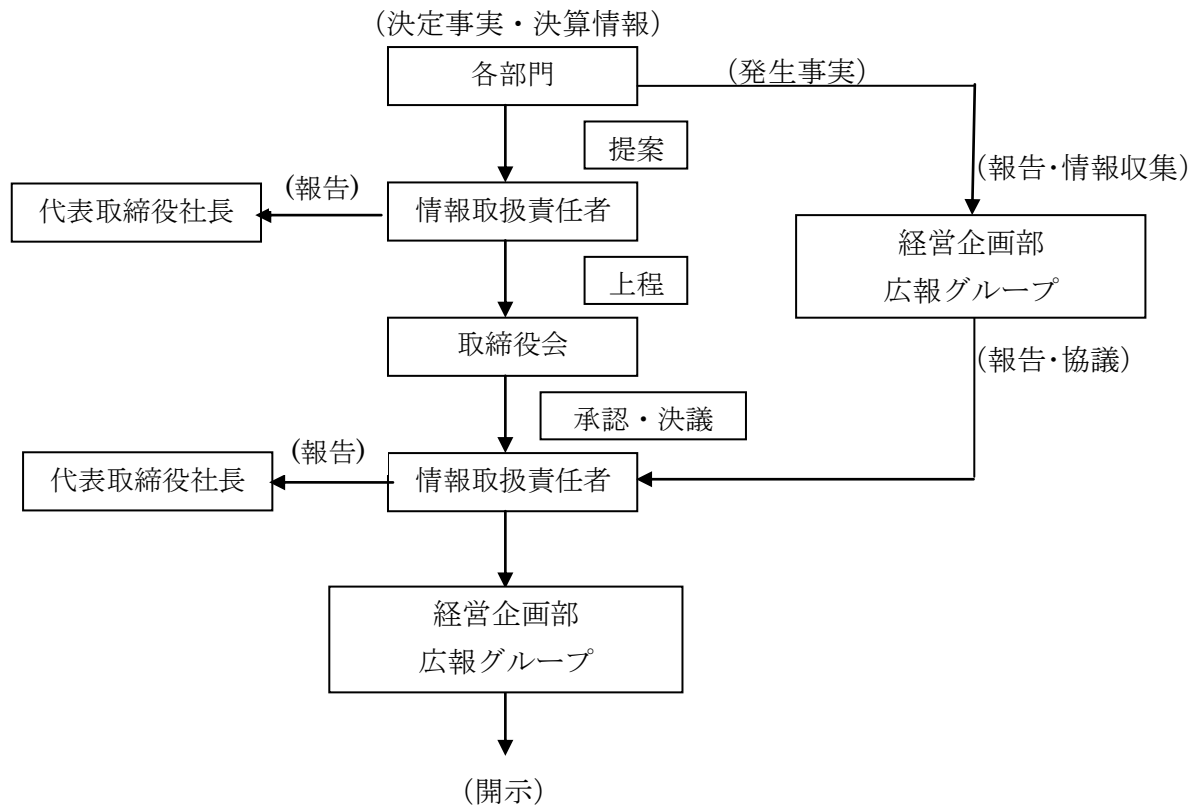 (決定事実・決算情報)
各部門
(発生事実)
提案
(報告・情報収集)
代表取締役社長
(報告)
情報取扱責任者
経営企画部
広報グループ
上程
取締役会
(報告・協議)
承認・決議
代表取締役社長
(報告)
情報取扱責任者
経営企画部
広報グループ
(開示)